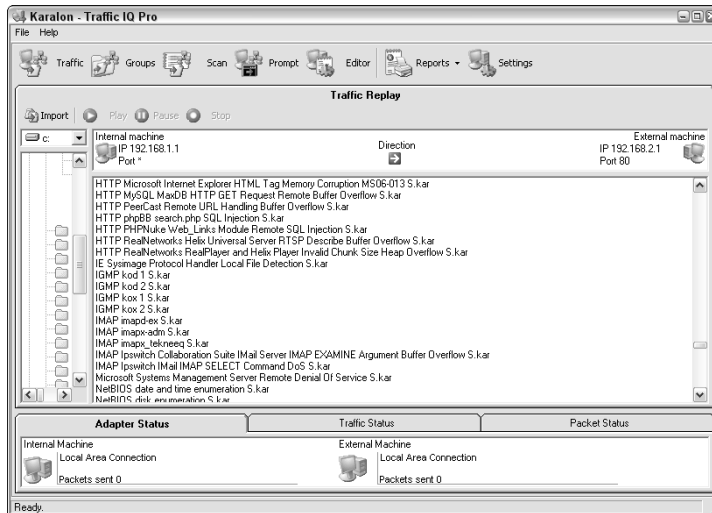 Karalon - Traffic IQ Pro
File Help
Traffic Groups Scan Prompt Editor Reports Settings
Traffic Replay
Import Play Pause Stop
c:
Internal machine
IP 192.168.1.1
Port *
Direction
External machine
IP 192.168.2.1
Port 80
HTTP Microsoft Internet Explorer HTML Tag Memory Corruption MS06-013 S.kar
HTTP MySQL MaxDB HTTP GET Request Remote Buffer Overflow S.kar
HTTP PeerCast Remote URL Handling Buffer Overflow S.kar
HTTP phpBB search.php SQL Injection S.kar
HTTP PHPNuke Web_Links Module Remote SQL Injection S.kar
HTTP RealNetworks Helix Universal Server RTSP Describe Buffer Overflow S.kar
HTTP RealNetworks RealPlayer and Helix Player Invalid Chunk Size Heap Overflow S.kar
IE Sysimage Protocol Handler Local File Detection S.kar
IGMP kod 1 S.kar
IGMP kod 2 S.kar
IGMP kox 1 S.kar
IGMP kox 2 S.kar
IMAP imapd-ex S.kar
IMAP imapx-adm S.kar
IMAP imapx_tekneeq S.kar
IMAP Ipswitch Collaboration Suite IMail Server IMAP EXAMINE Argument Buffer Overflow S.kar
IMAP Ipswitch IMail IMAP SELECT Command DoS S.kar
Microsoft Systems Management Server Remote Denial Of Service S.kar
NetBIOS date and time enumeration S.kar
NetBIOS disk enumeration S.kar
Adapter Status Traffic Status Packet Status
Internal Machine
Local Area Connection
Packets sent 0
External Machine
Local Area Connection
Packets sent 0
Ready.